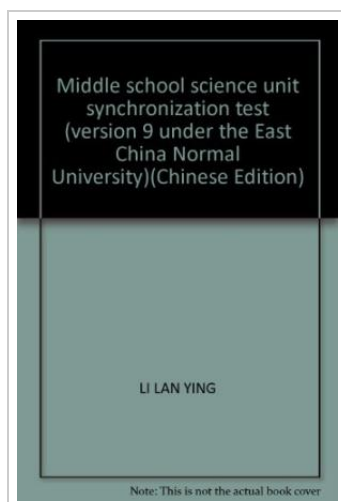 Middle school science unit
synchronization test
(version 9 under the East
China Normal
University)(Chinese Edition)
LI LAN YING
Note: This is not the actual book cover